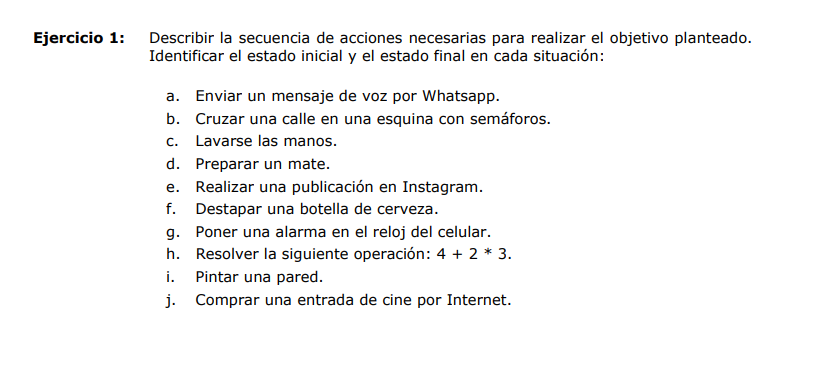 Ejercicio 1: Describir la secuencia de acciones necesarias para realizar el objetivo planteado.
Identificar el estado inicial y el estado final en cada situación:
a. Enviar un mensaje de voz por Whatsapp.
b. Cruzar una calle en una esquina con semáforos.
c. Lavarse las manos.
d. Preparar un mate.
e. Realizar una publicación en Instagram.
f. Destapar una botella de cerveza.
g. Poner una alarma en el reloj del celular.
h. Resolver la siguiente operación: 4 + 2 * 3.
i. Pintar una pared.
j. Comprar una entrada de cine por Internet.